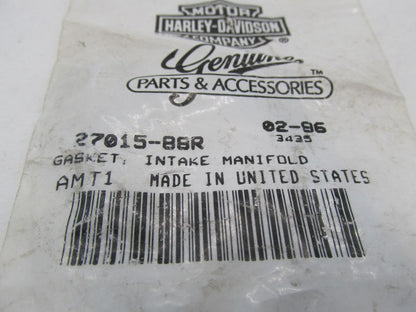 MOTOR
HARLEY-DAVIDSON
COMPANY ®
Genuine
PARTS & ACCESSORIES ™
27015-86R 02-96
3435
GASKET, INTAKE MANIFOLD
AMT1 MADE IN UNITED STATES